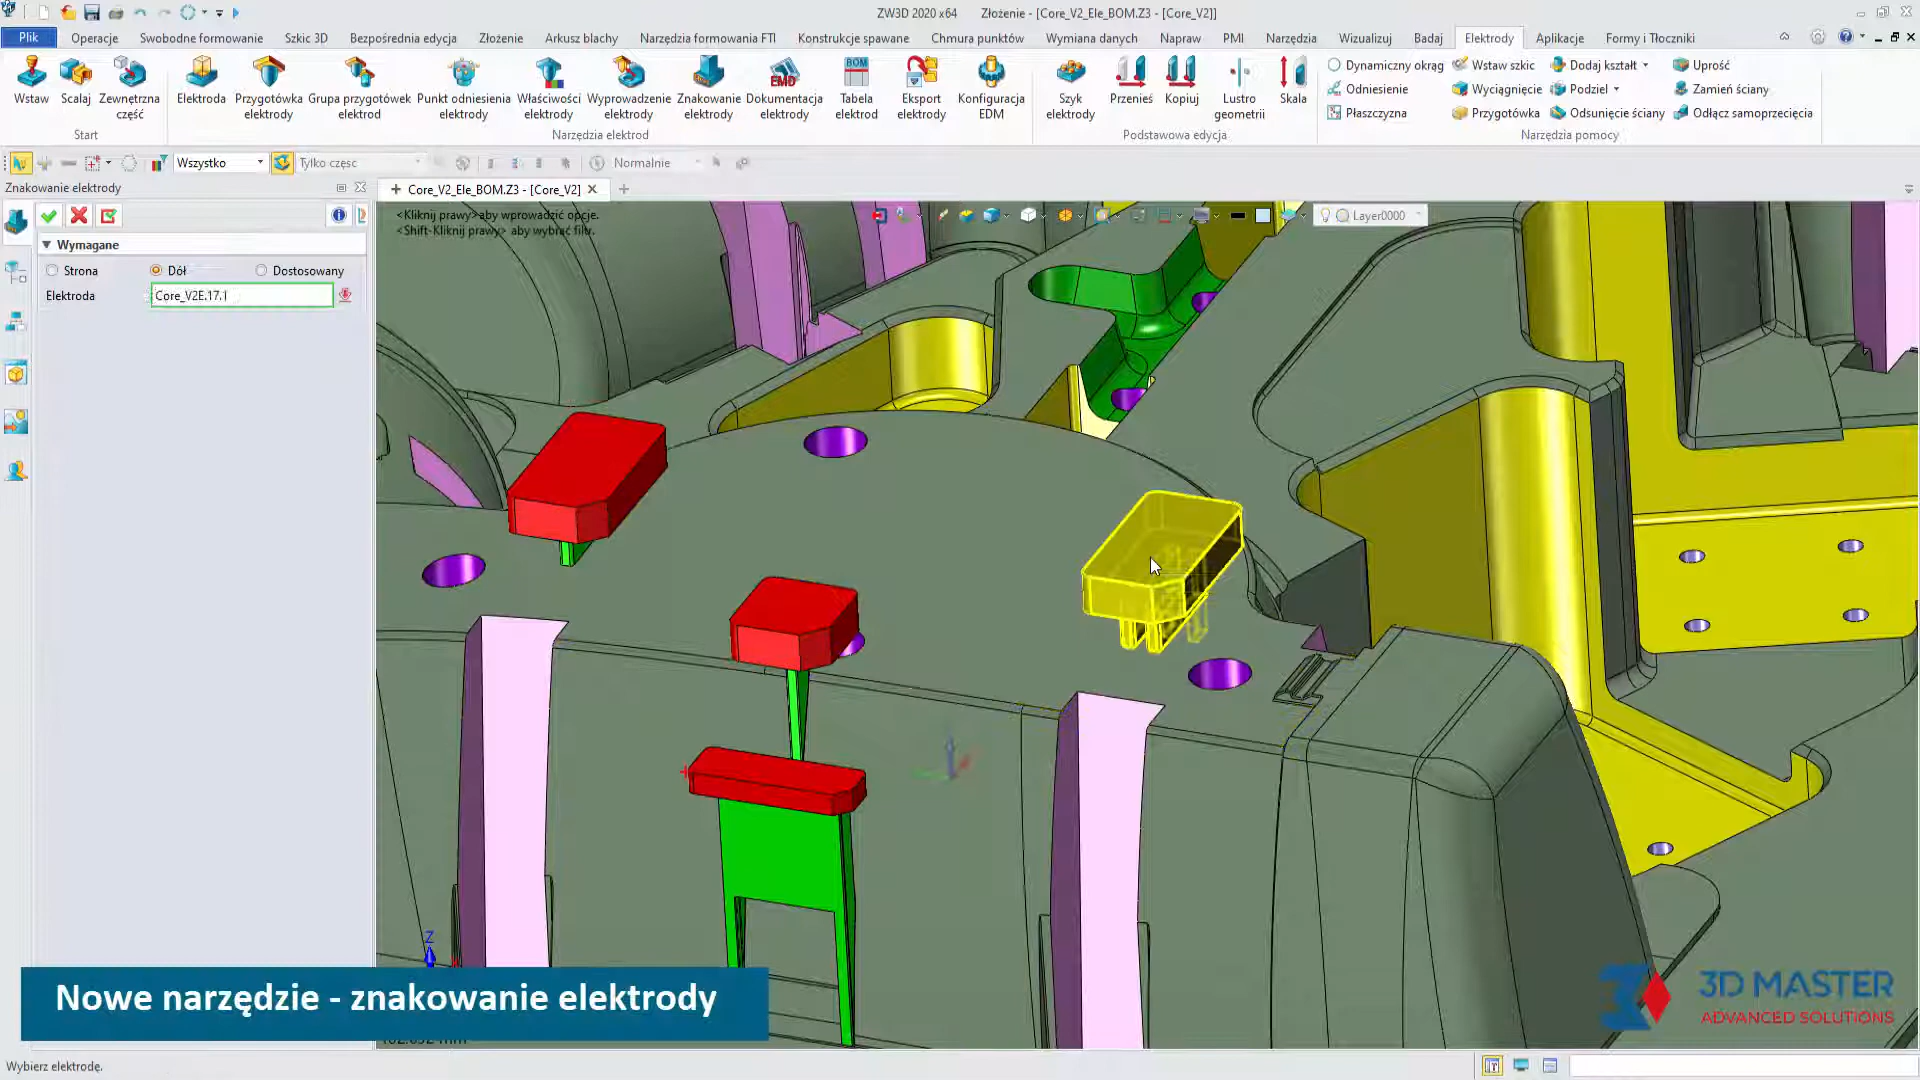 ZW3D 2020 x64 Złożenie - [Core_V2_Ele_BOM.Z3 - [Core_V2]]
Plik Operacje Swobodne formowanie Szkic 3D Bezpośrednia edycja Złożenie Arkusz blachy Narzędzia formowania FTI Konstrukcje spawane Chmura punktów Wymiana danych Napraw PMI Narzędzia Wizualizuj Badaj Elektrody Aplikacje Formy i Tłoczniki
Wstaw Scalaj Zewnętrzna część
Start
Elektroda Przygotówka elektrody Grupa przygotówek elektrod Punkt odniesienia elektrody Właściwości elektrody Wyprowadzenie elektrody Znakowanie elektrody EMD Dokumentacja elektrody BOM Tabela elektrod Eksport elektrody Konfiguracja EDM
Narzędzia elektrod
Szyk elektrody Przenieś Kopiuj Lustro geometrii Skala
Podstawowa edycja
Dynamiczny okrąg Wstaw szkic Dodaj kształt Uprość
Odniesienie Wyciągnięcie Podziel Zamień ściany
Płaszczyzna Przygotówka Odsunięcie ściany Odłącz samoprzecięcia
Narzędzia pomocy
Wszystko Tylko częsc Normalnie
Znakowanie elektrody
Core_V2_Ele_BOM.Z3 - [Core_V2]
<Kliknij prawy>aby wprowadzić opcje.
<Shift-Kliknij prawy> aby wybrać filtr.
Layer0000
Wymagane
Strona Dół Dostosowany
Elektroda Core_V2E.17.1
Z
Nowe narzędzie - znakowanie elektrody
3D MASTER
ADVANCED SOLUTIONS
Wybierz elektrodę.